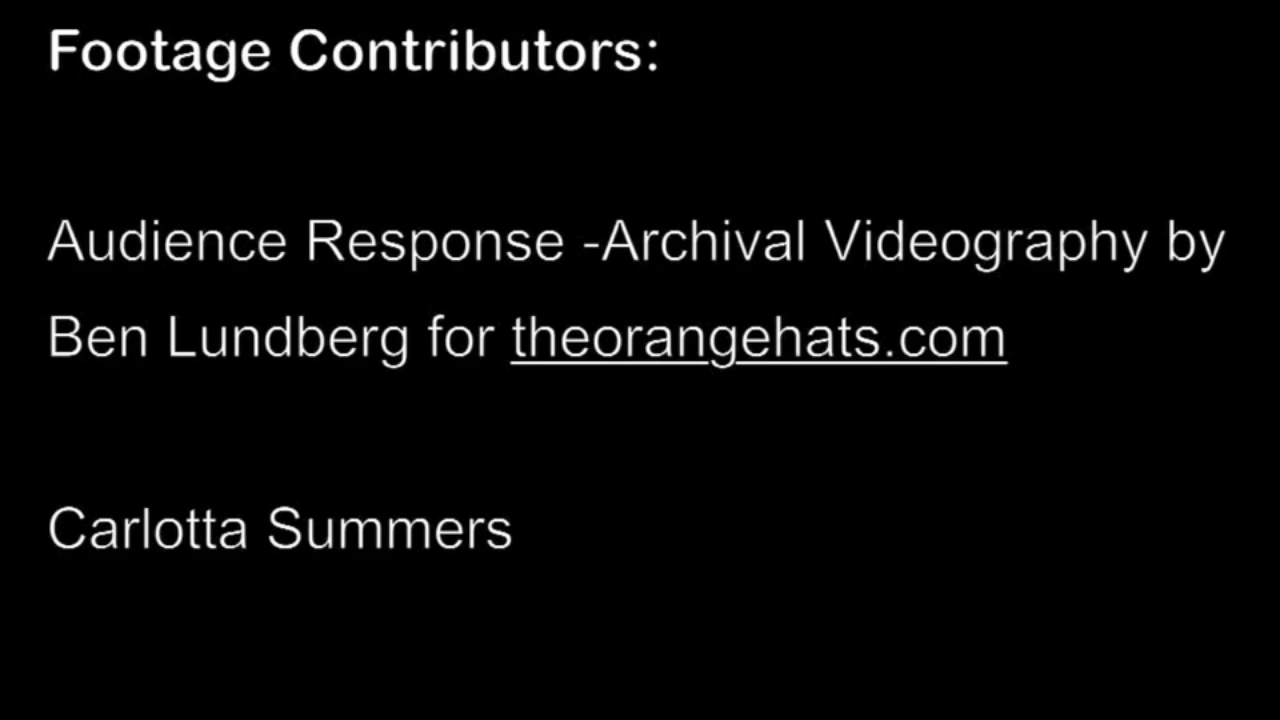 Footage Contributors:
Audience Response -Archival Videography by
Ben Lundberg for theorangehats.com
Carlotta Summers